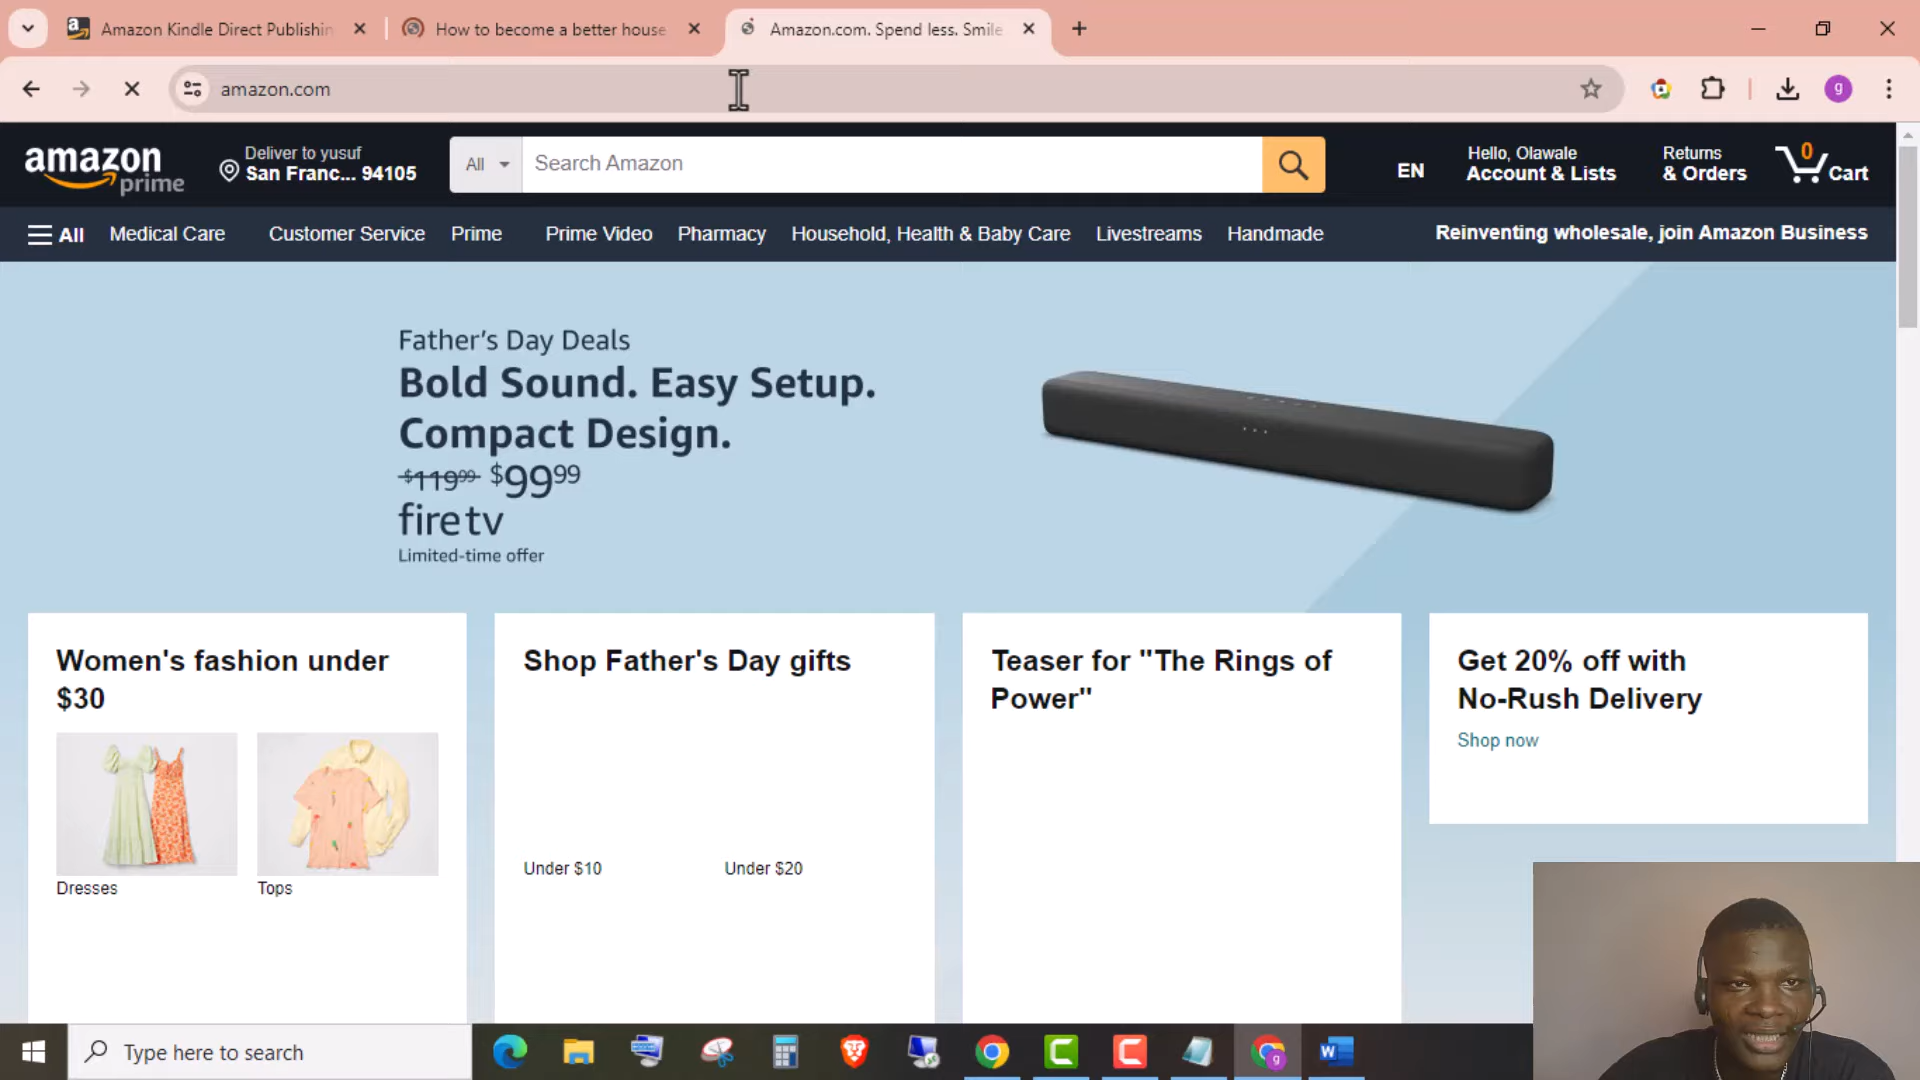 Amazon Kindle Direct Publishin
How to become a better house
Amazon.com. Spend less. Smile
amazon.com
g
amazon prime
Deliver to yusuf
San Franc... 94105
All
Search Amazon
EN
Hello, Olawale
Account & Lists
Returns
& Orders
0
Cart
All
Medical Care
Customer Service
Prime
Prime Video
Pharmacy
Household, Health & Baby Care
Livestreams
Handmade
Reinventing wholesale, join Amazon Business
Father's Day Deals
Bold Sound. Easy Setup.
Compact Design.
$119.99 $99.99
fire tv
Limited-time offer
Women's fashion under
$30
Dresses
Tops
Shop Father's Day gifts
Under $10
Under $20
Teaser for "The Rings of
Power"
Get 20% off with
No-Rush Delivery
Shop now
Type here to search